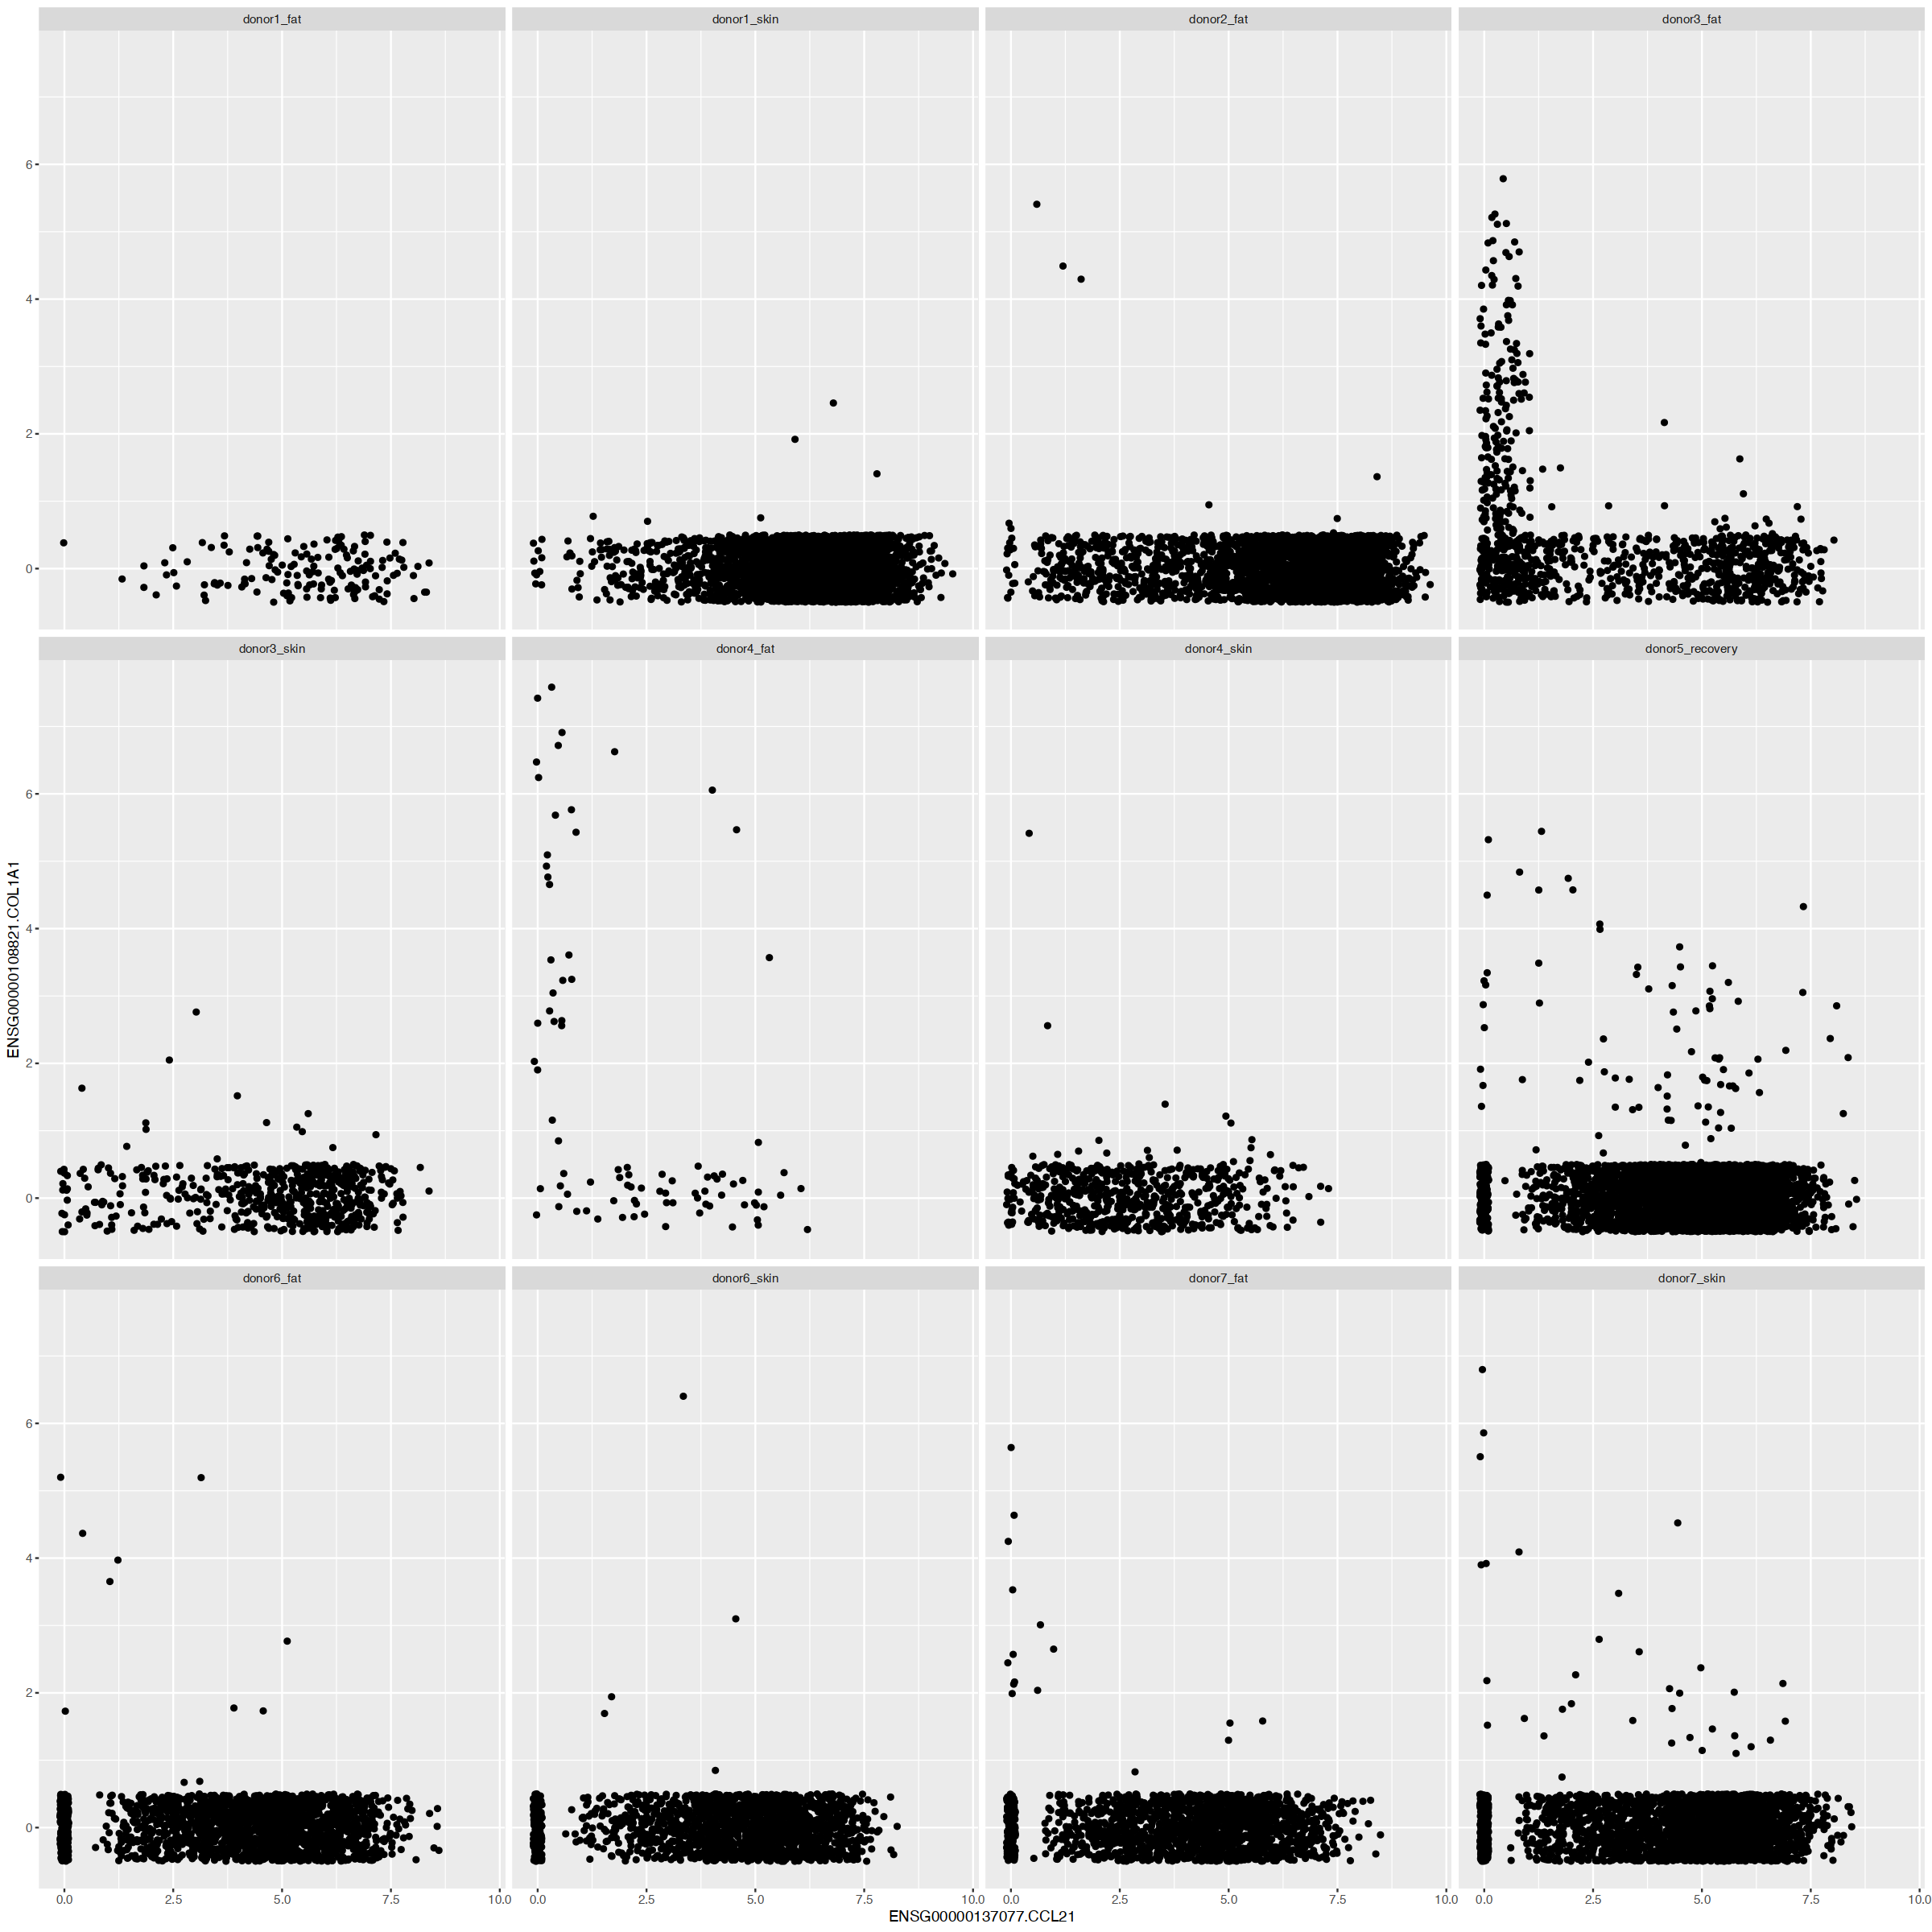 donor1_fat donor1_skin donor2_fat donor3_fat
6
4
2
0
donor3_skin donor4_fat donor4_skin donor5_recovery
6
4
2
0
donor6_fat donor6_skin donor7_fat donor7_skin
6
4
2
0
0.0 2.5 5.0 7.5 10.0 0.0 2.5 5.0 7.5 10.0 0.0 2.5 5.0 7.5 10.0 0.0 2.5 5.0 7.5 10.0
ENSG00000137077.CCL21
ENSG00000108821.COL1A1